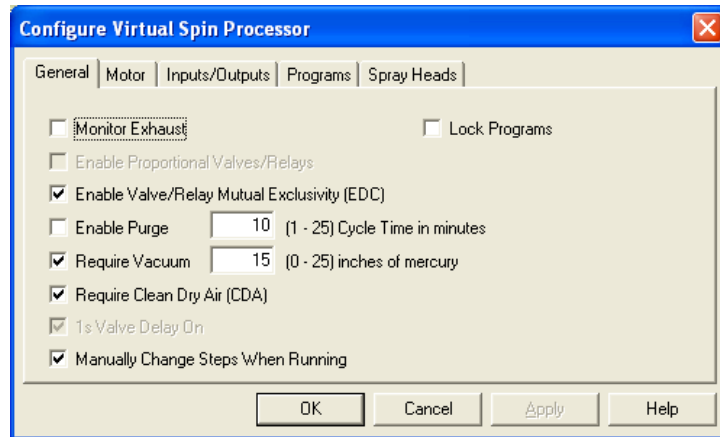 Configure Virtual Spin Processor
General Motor Inputs/Outputs Programs Spray Heads
Monitor Exhaust Lock Programs
Enable Proportional Valves/Relays
Enable Valve/Relay Mutual Exclusivity (EDC)
Enable Purge 10 (1 - 25) Cycle Time in minutes
Require Vacuum 15 (0 - 25) inches of mercury
Require Clean Dry Air (CDA)
1s Valve Delay On
Manually Change Steps When Running
OK Cancel Apply Help